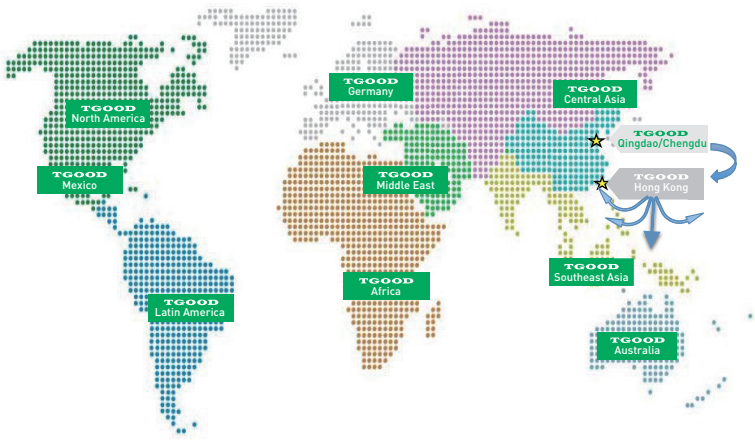 TGOOD
North America
TGOOD
Mexico
TGOOD
Latin America
TGOOD
Germany
TGOOD
Middle East
TGOOD
Africa
TGOOD
Central Asia
TGOOD
Qingdao/Chengdu
TGOOD
Hong Kong
TGOOD
Southeast Asia
TGOOD
Australia